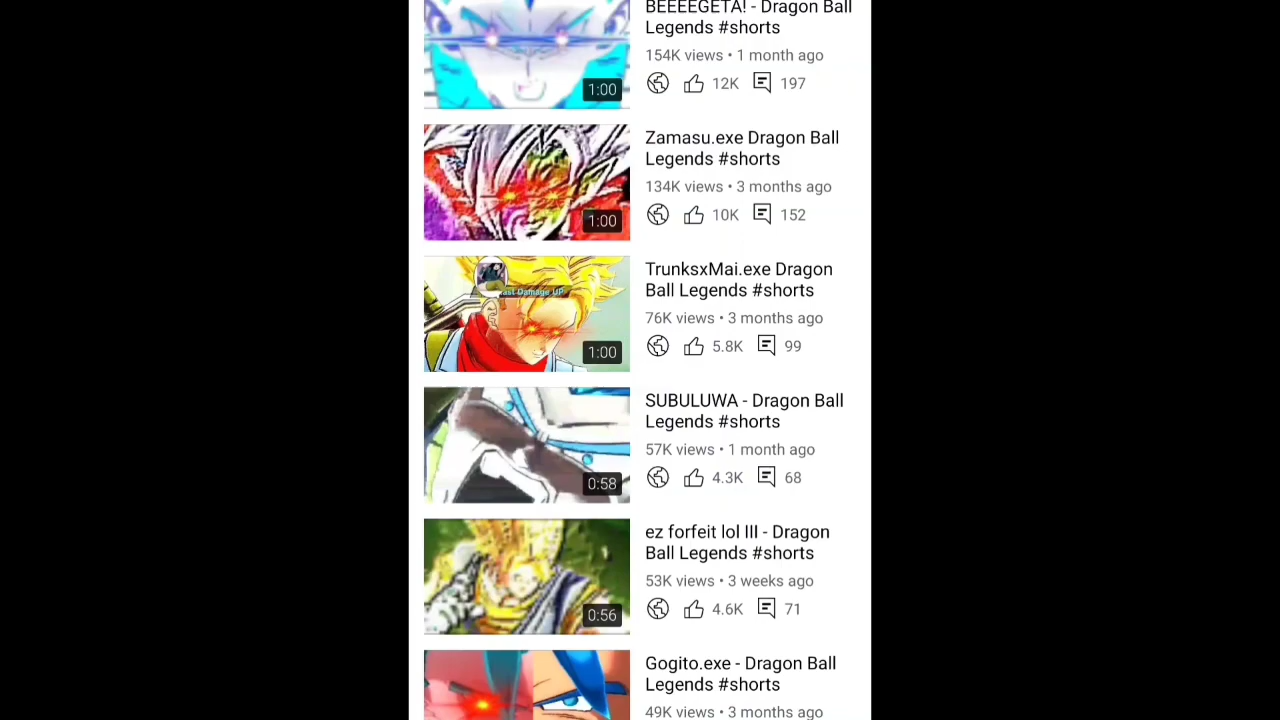 BEEEEGETA! - Dragon Ball
Legends #shorts
154K views • 1 month ago
12K 197
1:00
Zamasu.exe Dragon Ball
Legends #shorts
134K views • 3 months ago
10K 152
1:00
TrunksxMai.exe Dragon
Ball Legends #shorts
ast Damage UP
76K views • 3 months ago
5.8K 99
1:00
SUBULUWA - Dragon Ball
Legends #shorts
57K views • 1 month ago
4.3K 68
0:58
ez forfeit lol lll - Dragon
Ball Legends #shorts
53K views • 3 weeks ago
4.6K 71
0:56
Gogito.exe - Dragon Ball
Legends #shorts
49K views • 3 months ago